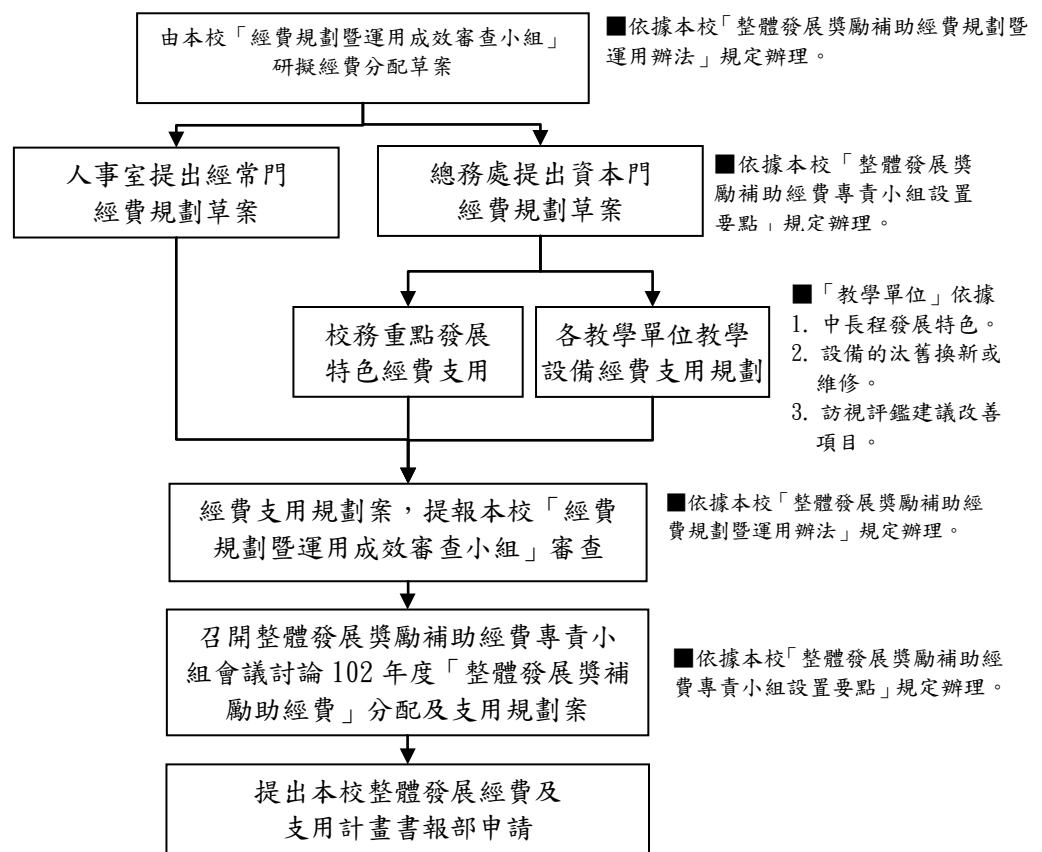 由本校「經費規劃暨運用成效審查小組」
研擬經費分配草案
■依據本校「整體發展獎勵補助經費規劃暨
運用辦法」規定辦理。
人事室提出經常門
經費規劃草案
總務處提出資本門
經費規劃草案
■依據本校「整體發展獎
勵補助經費專責小組設置
要點」規定辦理。
校務重點發展
特色經費支用
各教學單位教學
設備經費支用規劃
■「教學單位」依據
1. 中長程發展特色。
2. 設備的汰舊換新或
維修。
3. 訪視評鑑建議改善
項目。
經費支用規劃案，提報本校「經費
規劃暨運用成效審查小組」審查
■依據本校「整體發展獎勵補助經
費規劃暨運用辦法」規定辦理。
召開整體發展獎勵補助經費專責小
組會議討論 102 年度「整體發展獎補
勵助經費」分配及支用規劃案
■依據本校「整體發展獎勵補助經
費專責小組設置要點」規定辦理。
提出本校整體發展經費及
支用計畫書報部申請